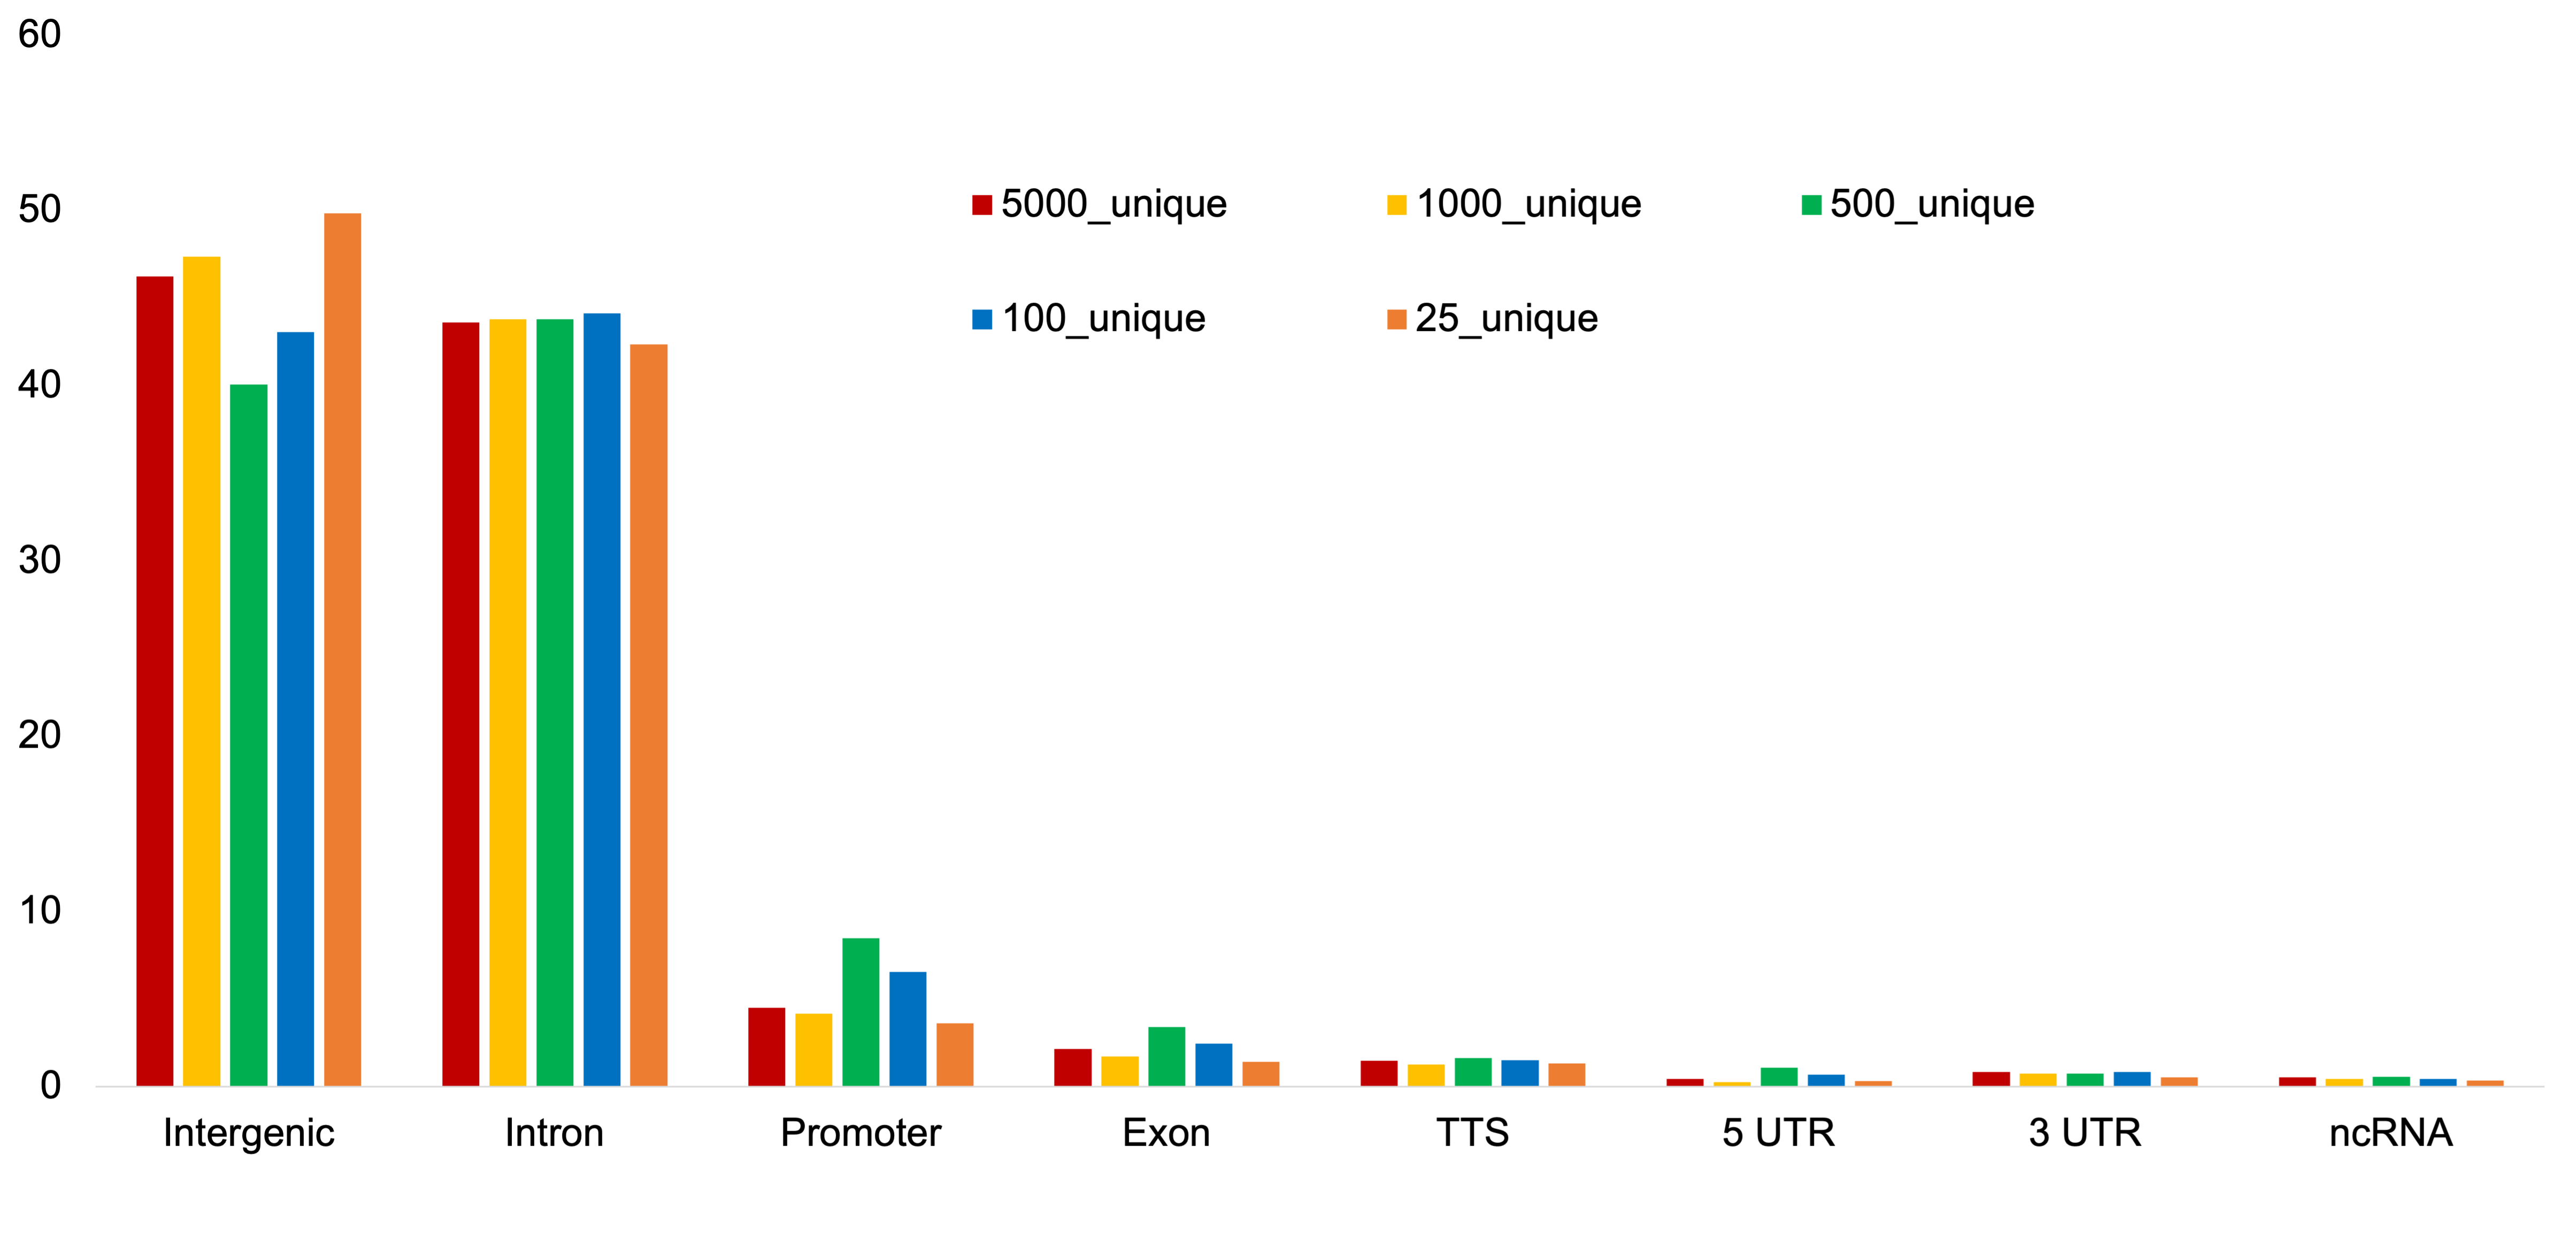 60
50
5000_unique 1000_unique 500_unique
100_unique 25_unique
40
30
20
10
0
Intergenic Intron Promoter Exon TTS 5 UTR 3 UTR ncRNA